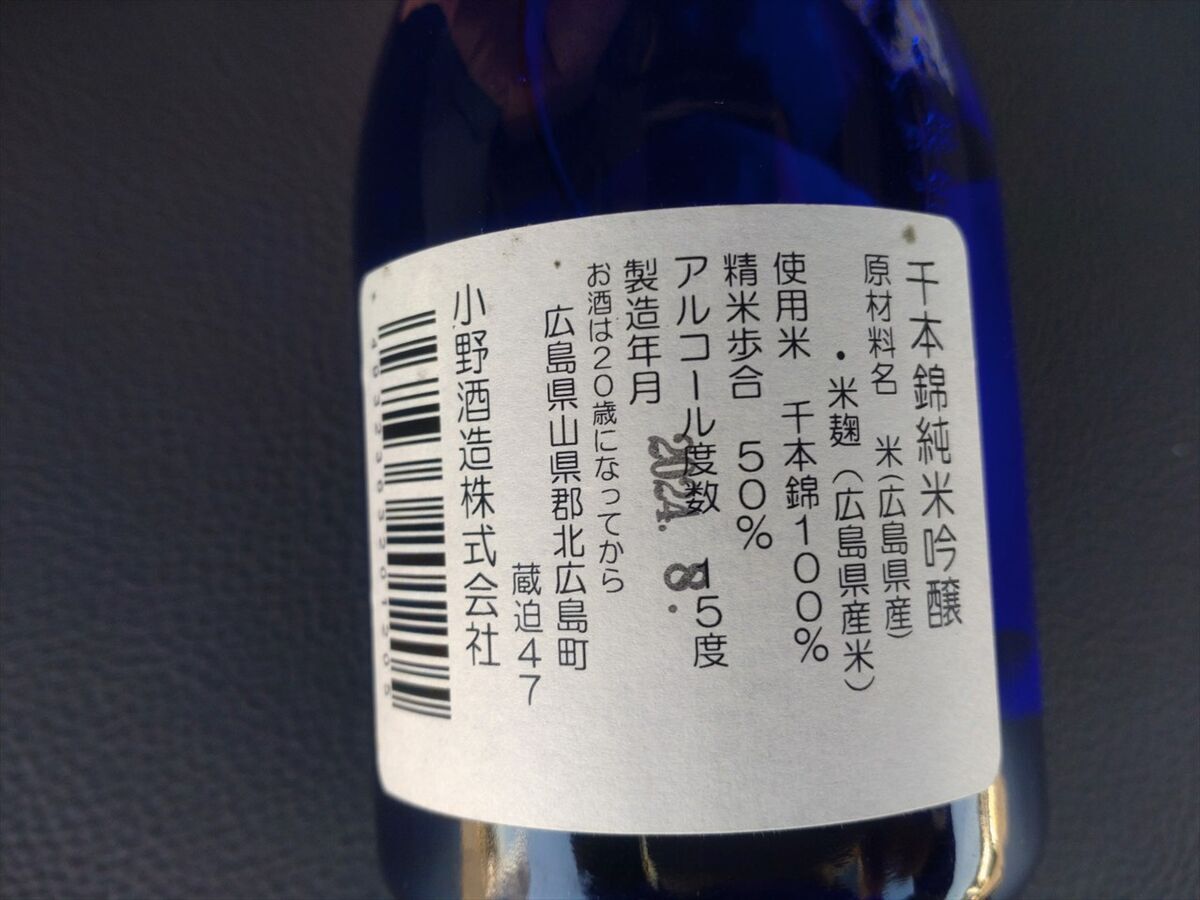 千本錦純米吟醸
原材料名　米(広島県産)
・米麹(広島県産米)
使用米　千本錦100%
精米歩合　50%
アルコール度数　15度
製造年月
2024. 8.
お酒は20歳になってから
広島県山県郡北広島町
蔵迫47
小野酒造株式会社